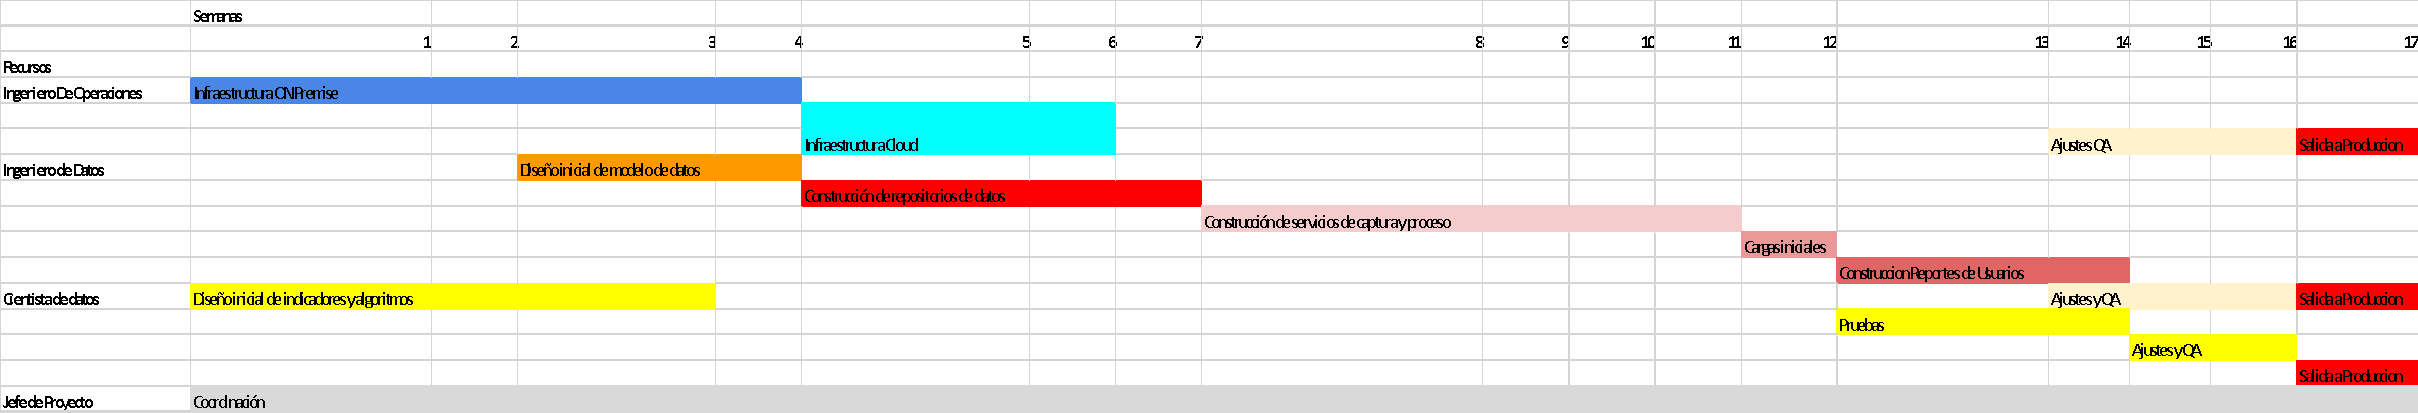 Semanas
1 2 3 4 5 6 7 8 9 10 11 12 13 14 15 16 17
Recursos
Ingeniero De Operaciones Infraestructura ON Premise
Infraestructura Cloud Ajustes QA Salida a Produccion
Ingeniero de Datos Diseño inicial de modelo de datos
Construcción de repositorios de datos
Construcción de servicios de captura y proceso
Cargas iniciales
Construccion Reportes de Usuarios
Cientista de datos Diseño inicial de indicadores y algoritmos Ajustes y QA Salida a Produccion
Pruebas
Ajustes y QA
Salida a Produccion
Jefe de Proyecto Coordinación